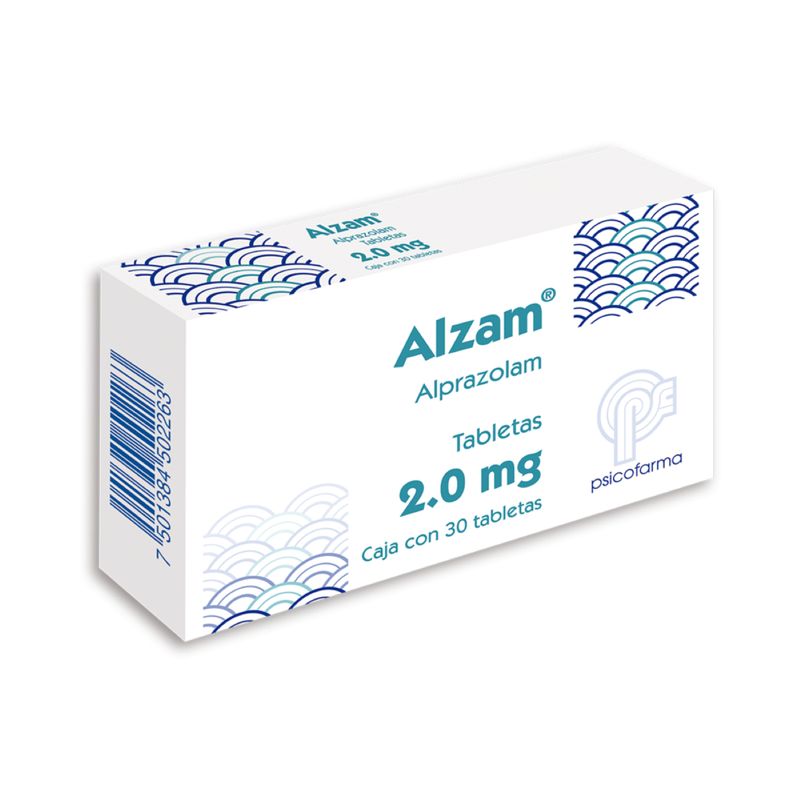 Alzam®
Alprazolam
Tabletas
2.0 mg
Caja con 30 tabletas
Alzam®
Alprazolam
Tabletas
2.0 mg
Caja con 30 tabletas
psicofarma
7 501384 502263